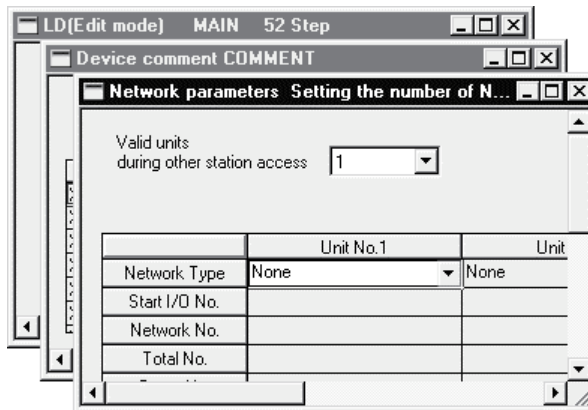 LD(Edit mode) MAIN 52 Step
Device comment COMMENT
Network parameters Setting the number of N...
Valid units
during other station access 1
Unit No.1 Unit
Network Type None None
Start I/O No.
Network No.
Total No.